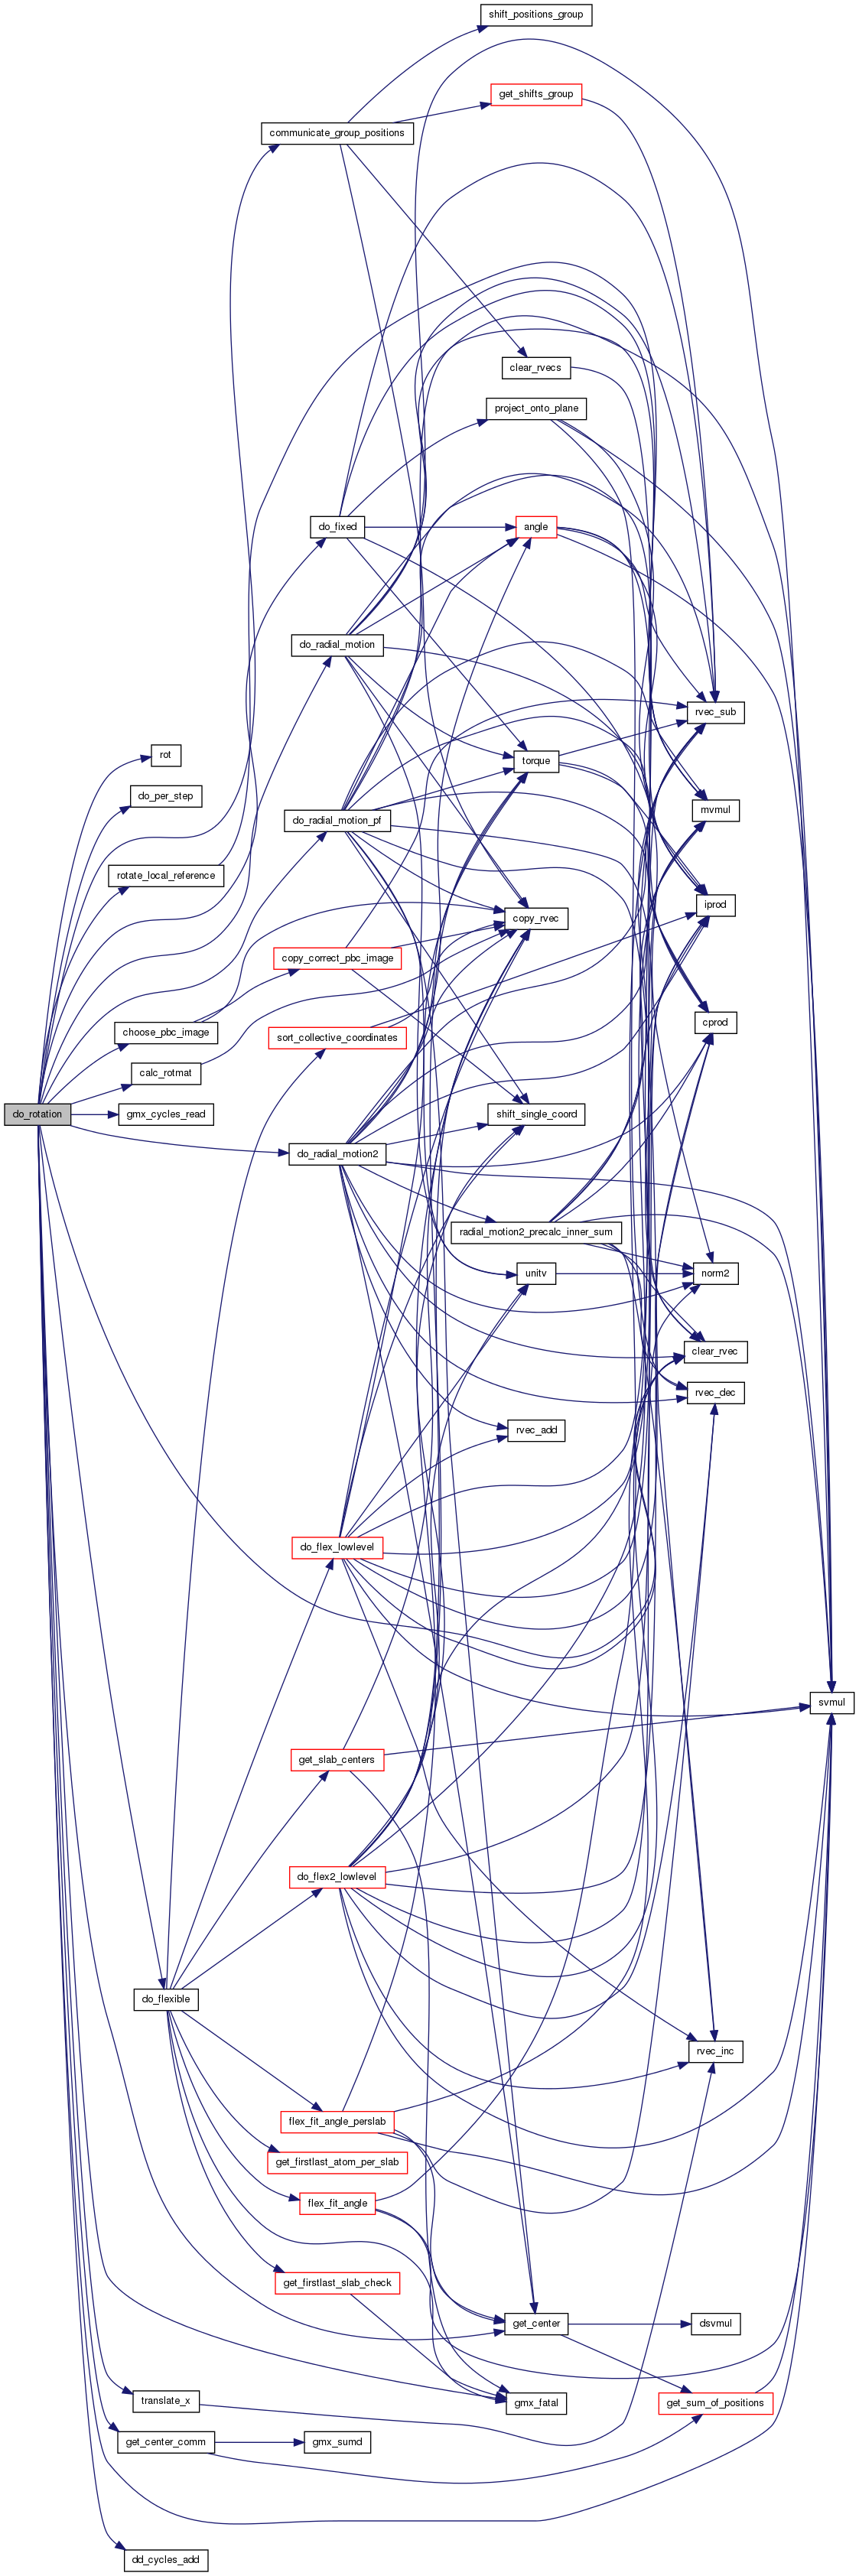 shift_positions_group
get_shifts_group
communicate_group_positions
clear_rvecs
project_onto_plane
do_fixed
angle
do_radial_motion
rvec_sub
rot
torque
do_per_step
mvmul
do_radial_motion_pf
rotate_local_reference
iprod
copy_rvec
copy_correct_pbc_image
cprod
choose_pbc_image
sort_collective_coordinates
calc_rotmat
do_rotation
gmx_cycles_read
shift_single_coord
do_radial_motion2
radial_motion2_precalc_inner_sum
unitv
norm2
clear_rvec
rvec_dec
rvec_add
do_flex_lowlevel
svmul
get_slab_centers
do_flex2_lowlevel
do_flexible
rvec_inc
flex_fit_angle_perslab
get_firstlast_atom_per_slab
flex_fit_angle
get_firstlast_slab_check
get_center
dsvmul
translate_x
gmx_fatal
get_sum_of_positions
get_center_comm
gmx_sumd
dd_cycles_add